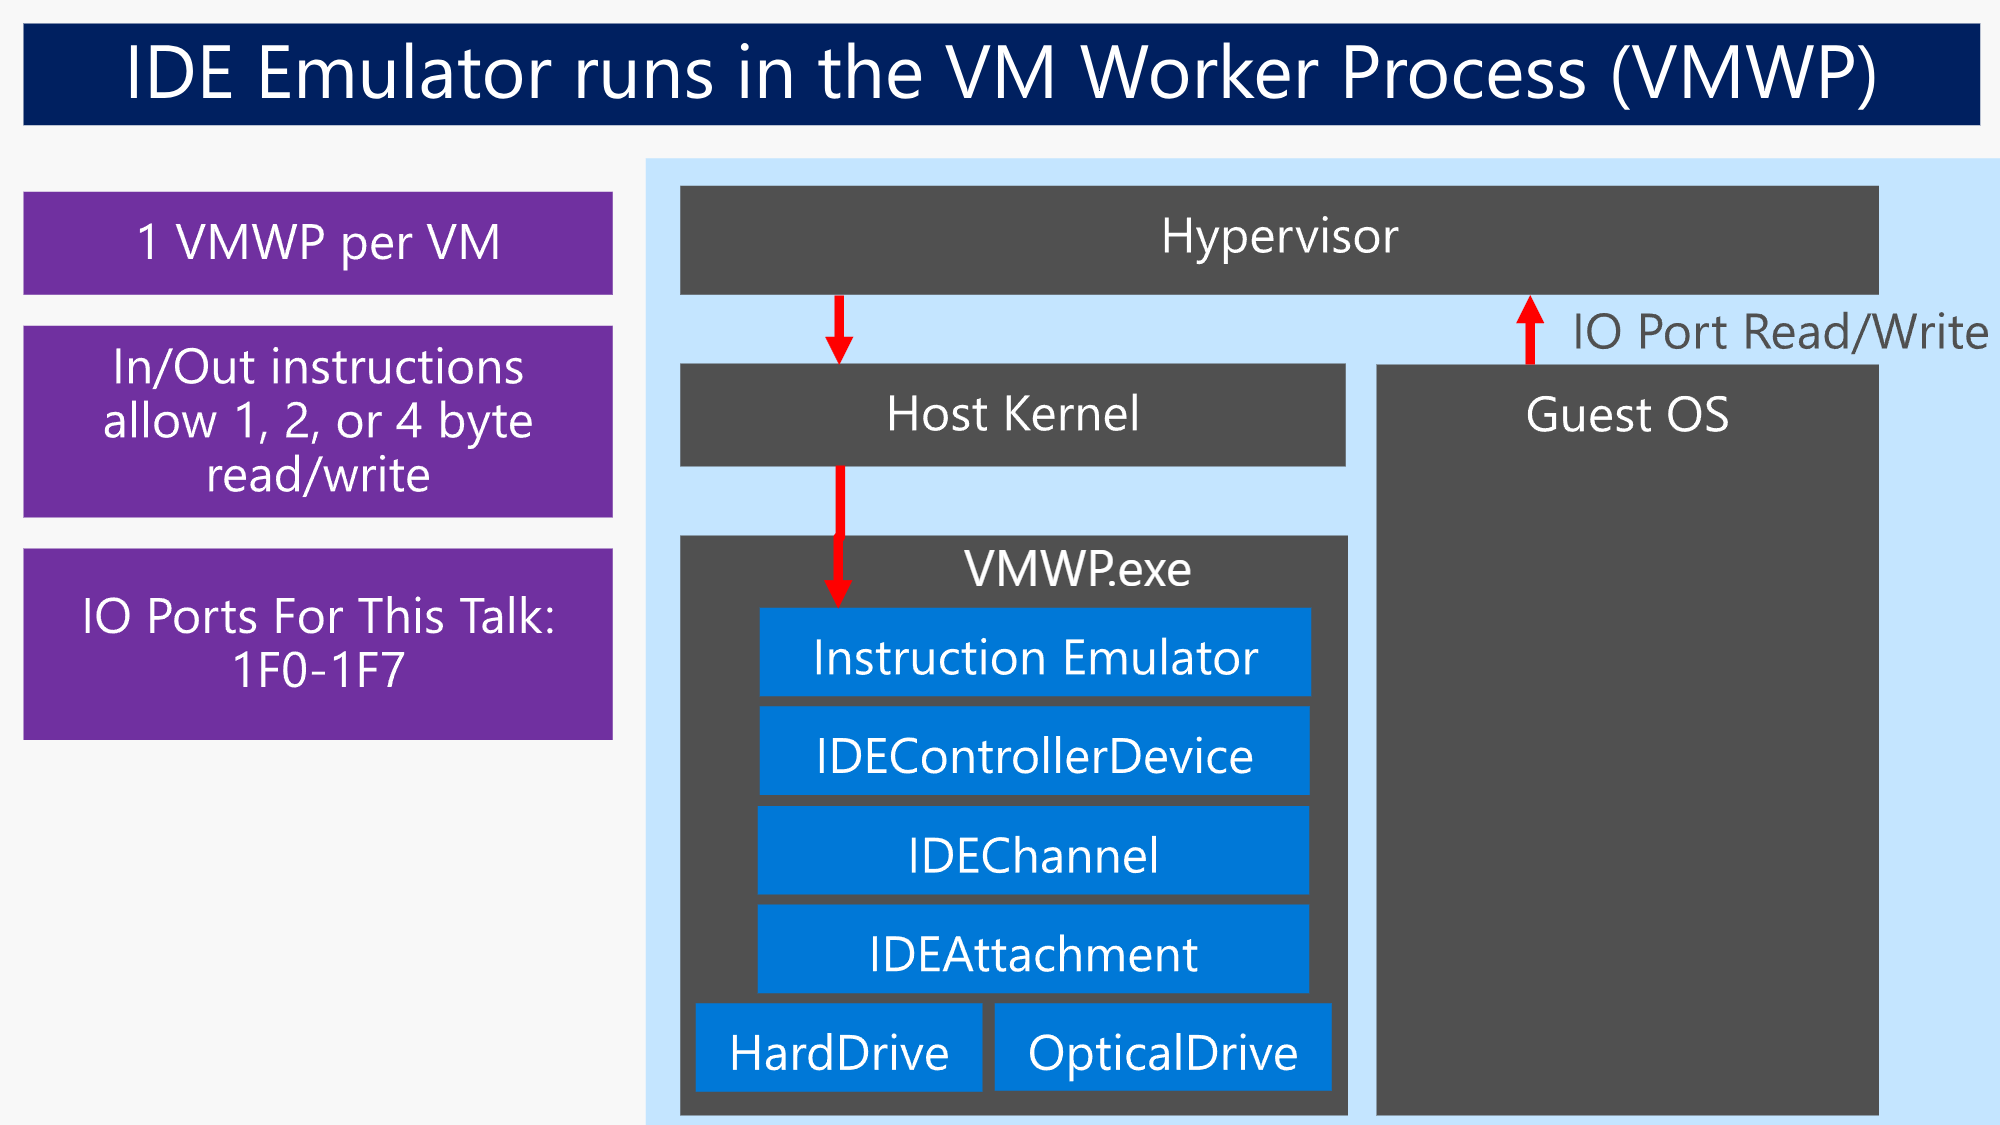 IDE Emulator runs in the VM Worker Process (VMWP)
1 VMWP per VM
In/Out instructions
allow 1, 2, or 4 byte
read/write
IO Ports For This Talk:
1F0-1F7
Hypervisor
IO Port Read/Write
Host Kernel
Guest OS
VMWP.exe
Instruction Emulator
IDEControllerDevice
IDEChannel
IDEAttachment
HardDrive
OpticalDrive